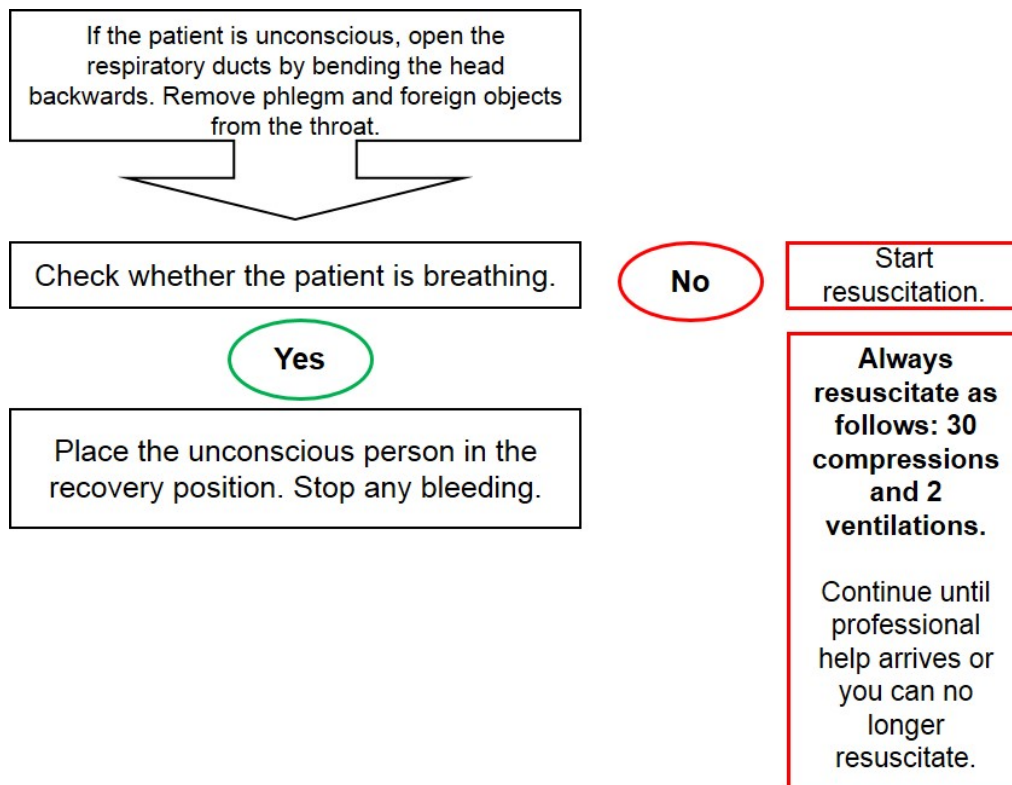 If the patient is unconscious, open the
respiratory ducts by bending the head
backwards. Remove phlegm and foreign objects
from the throat.
Check whether the patient is breathing.
No
Start
resuscitation.
Yes
Place the unconscious person in the
recovery position. Stop any bleeding.
Always
resuscitate as
follows: 30
compressions
and 2
ventilations.
Continue until
professional
help arrives or
you can no
longer
resuscitate.